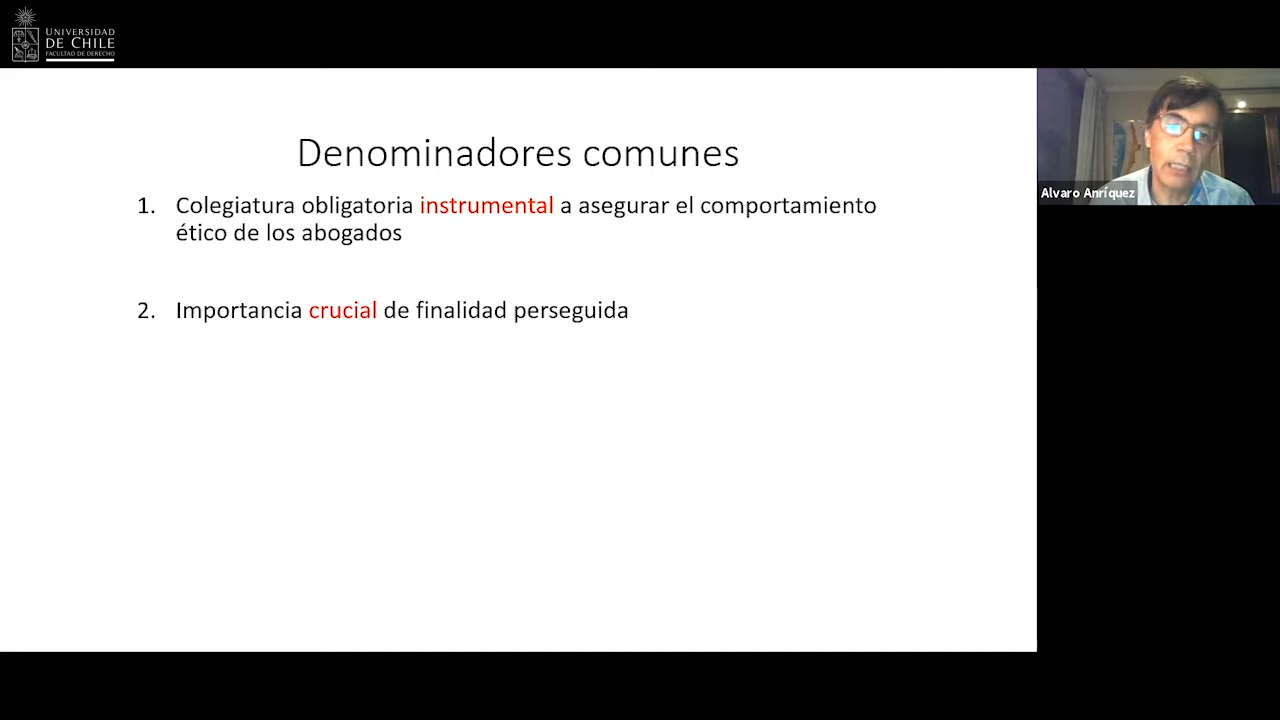 UNIVERSIDAD
DE CHILE
FACULTAD DE DERECHO
Denominadores comunes
1. Colegiatura obligatoria instrumental a asegurar el comportamiento
ético de los abogados
2. Importancia crucial de finalidad perseguida
Alvaro Anríquez